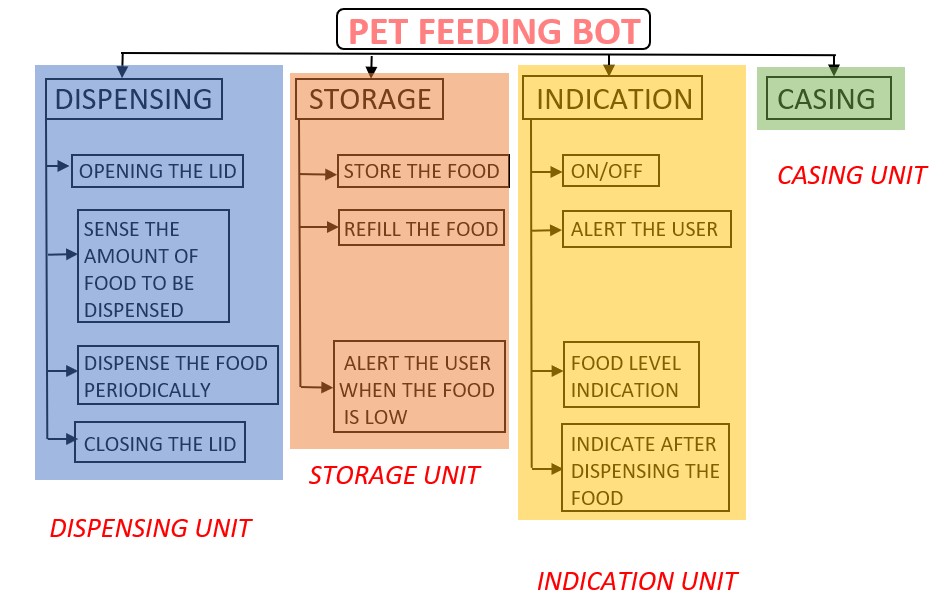 PET FEEDING BOT
DISPENSING
OPENING THE LID
SENSE THE
AMOUNT OF
FOOD TO BE
DISPENSED
DISPENSE THE FOOD
PERIODICALLY
CLOSING THE LID
DISPENSING UNIT
STORAGE
STORE THE FOOD
REFILL THE FOOD
ALERT THE USER
WHEN THE FOOD
IS LOW
STORAGE UNIT
INDICATION
ON/OFF
ALERT THE USER
FOOD LEVEL
INDICATION
INDICATE AFTER
DISPENSING THE
FOOD
INDICATION UNIT
CASING
CASING UNIT